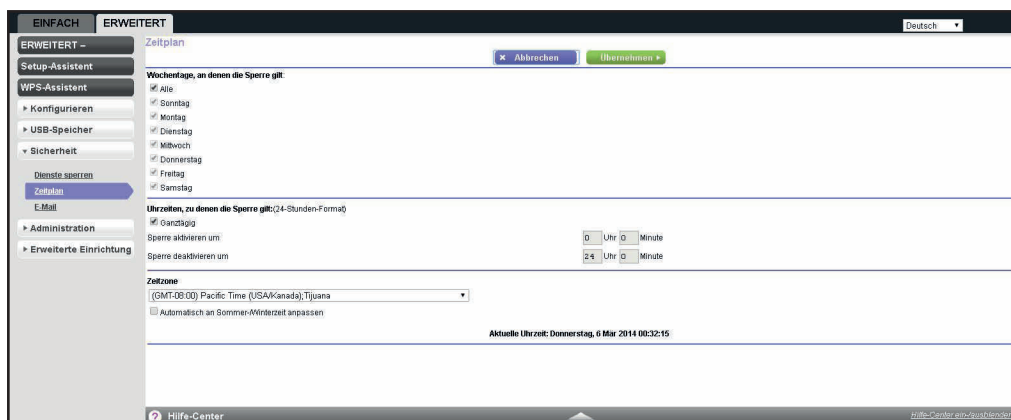 EINFACH
ERWEITERT
Deutsch
ERWEITERT –
Setup-Assistent
WPS-Assistent
Konfigurieren
USB-Speicher
Sicherheit
Dienste sperren
Zeitplan
E-Mail
Administration
Erweiterte Einrichtung
Zeitplan
× Abbrechen
Übernehmen
Wochentage, an denen die Sperre gilt:
Alle
Sonntag
Montag
Dienstag
Mittwoch
Donnerstag
Freitag
Samstag
Uhrzeiten, zu denen die Sperre gilt:(24-Stunden-Format)
Ganztägig
Sperre aktivieren um 0 Uhr 0 Minute
Sperre deaktivieren um 24 Uhr 0 Minute
Zeitzone
(GMT-08:00) Pacific Time (USA/Kanada);Tijuana
Automatisch an Sommer-/Winterzeit anpassen
Aktuelle Uhrzeit: Donnerstag, 6 Mär 2014 00:32:15
? Hilfe-Center
Hilfe-Center ein-/ausblenden